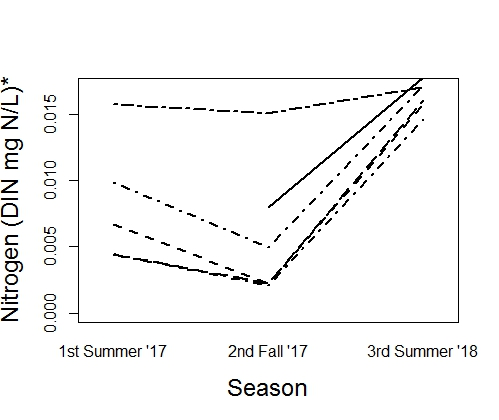 Nitrogen (DIN mg N/L)*
0.015
0.010
0.005
0.000
1st Summer '17 2nd Fall '17 3rd Summer '18
Season